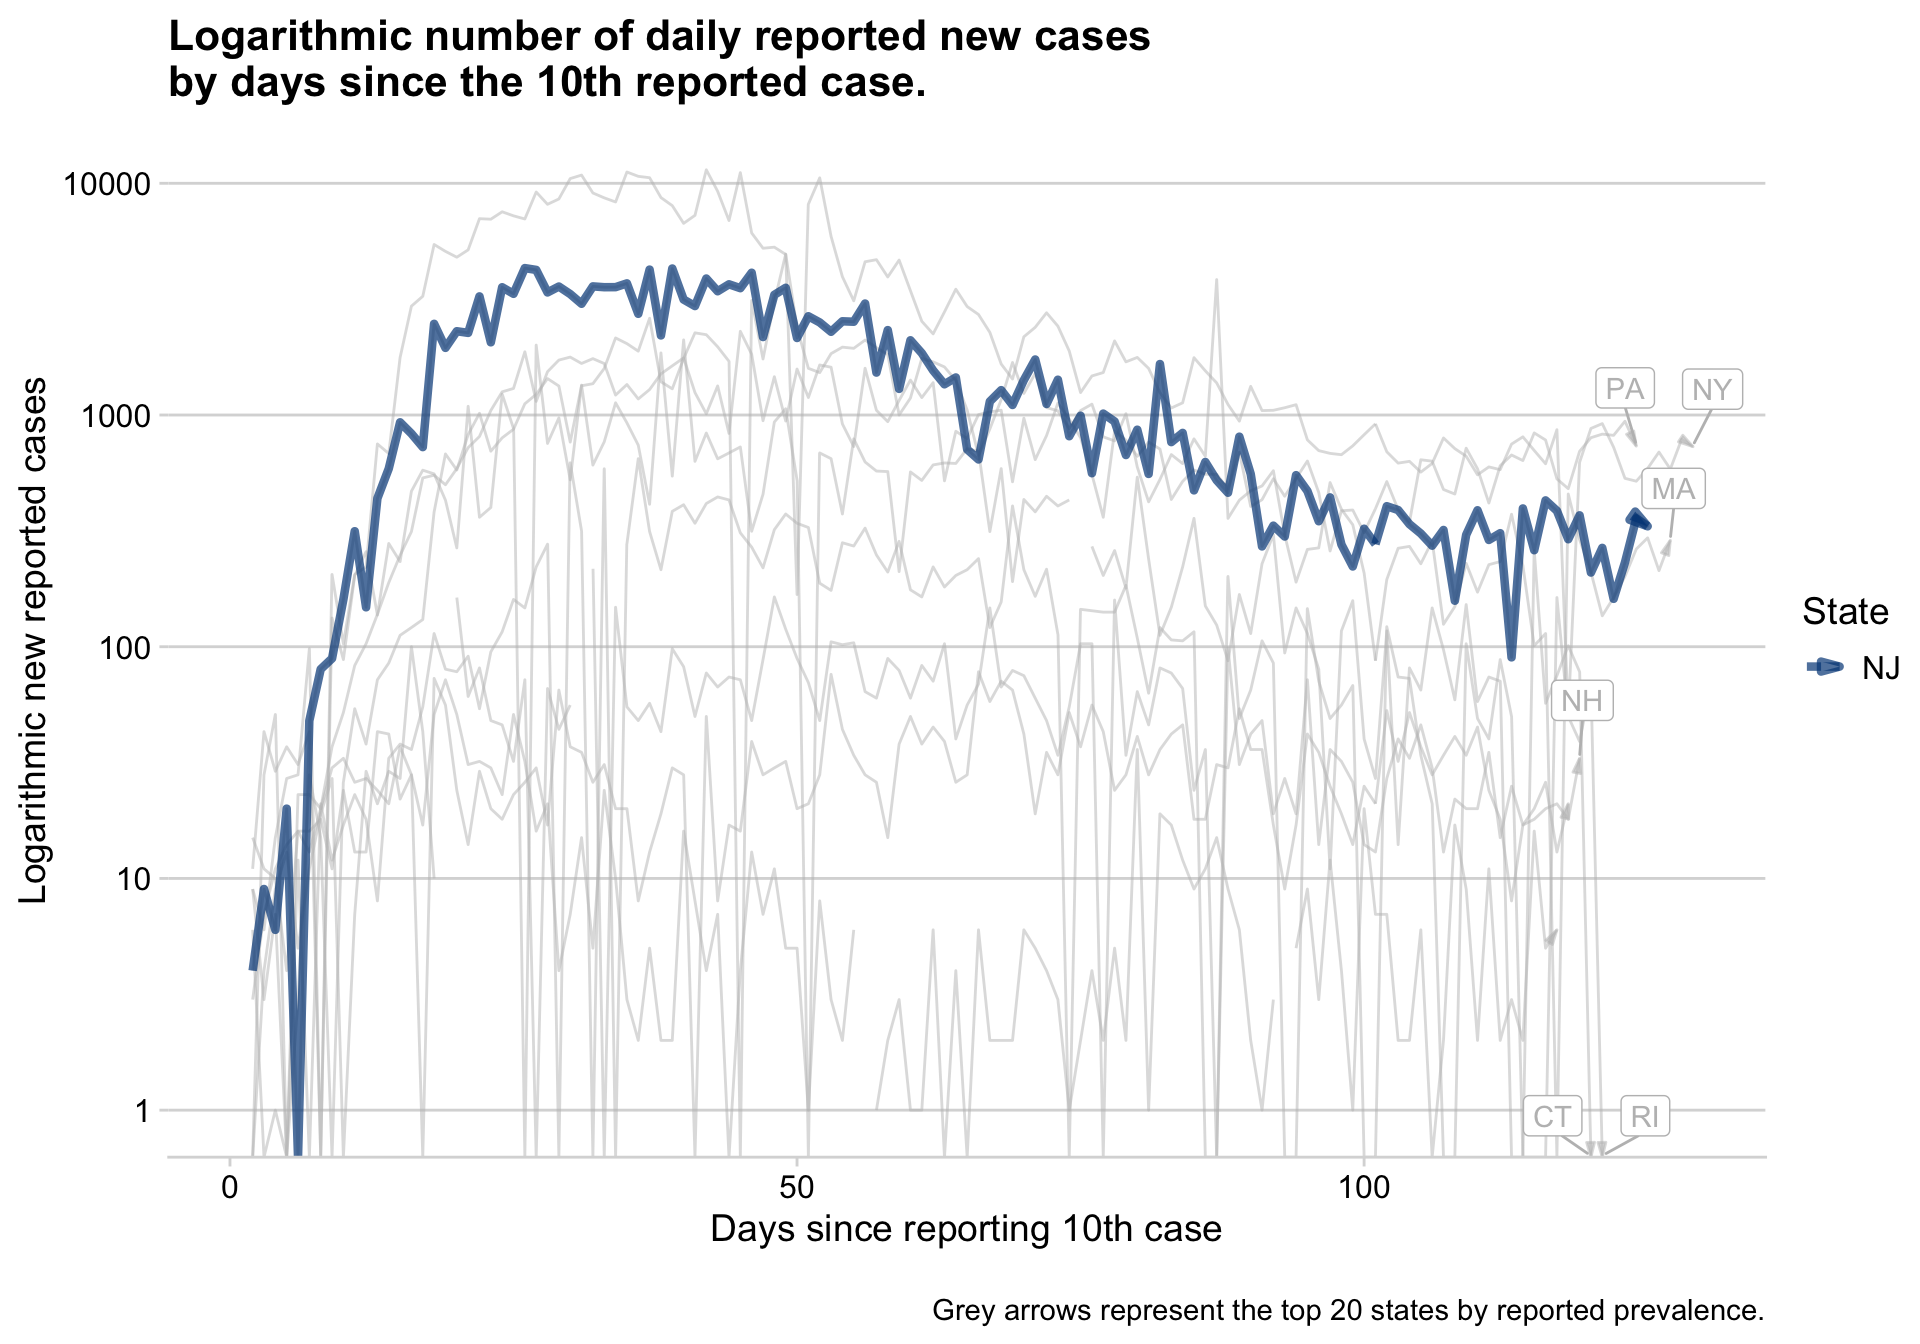 Logarithmic number of daily reported new cases
by days since the 10th reported case.
Logarithmic new reported cases
10000
1000
100
10
1
PA
NY
MA
NH
CT
RI
State
NJ
0
50
100
Days since reporting 10th case
Grey arrows represent the top 20 states by reported prevalence.